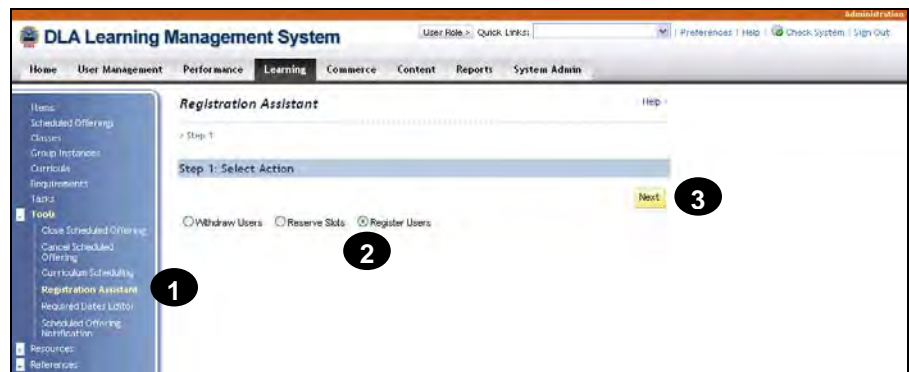 Administration
DLA Learning Management System
User Role > Quick Links:
Preferences | Help | Check System | Sign Out
Home User Management Performance Learning Commerce Content Reports System Admin
Items
Scheduled Offerings
Classes
Group Instances
Curricula
Requirements
Tasks
Tools
Close Scheduled Offering
Cancel Scheduled
Offering
Curriculum Scheduling
Registration Assistant
Required Dates Editor
Scheduled Offering
Notification
Resources
References
Registration Assistant
Help
> Step 1
Step 1: Select Action
Next
3
Withdraw Users Reserve Slots Register Users
2
1